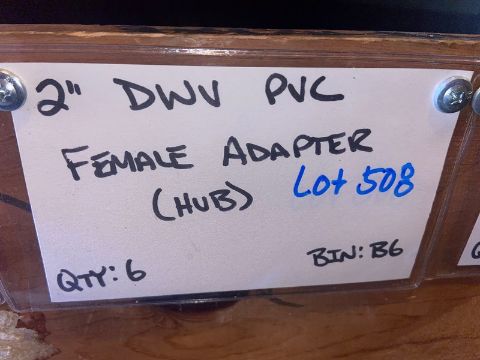 2" DWV PVC
FEMALE ADAPTER
(HUB) Lot 508
QTY: 6 BIN: B6